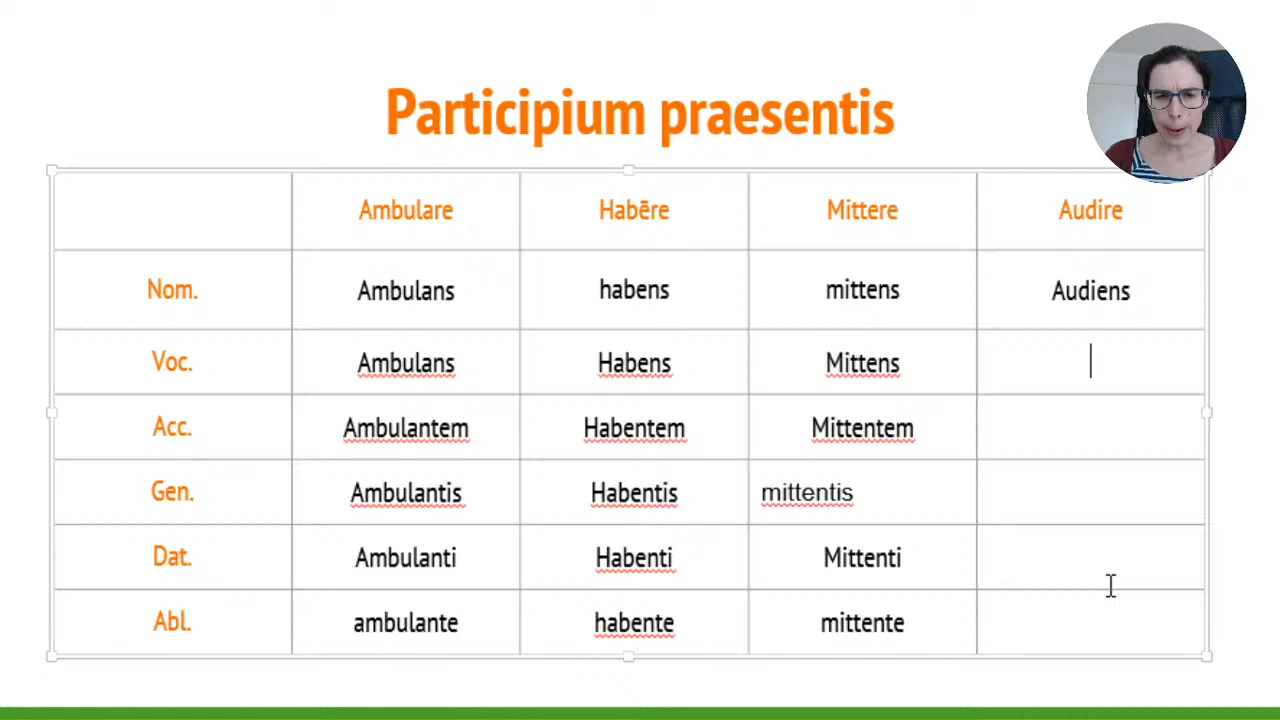 Participium praesentis
Ambulare Habēre Mittere Audire
Nom. Ambulans habens mittens Audiens
Voc. Ambulans Habens Mittens
Acc. Ambulantem Habentem Mittentem
Gen. Ambulantis Habentis mittentis
Dat. Ambulanti Habenti Mittenti
Abl. ambulante habente mittente